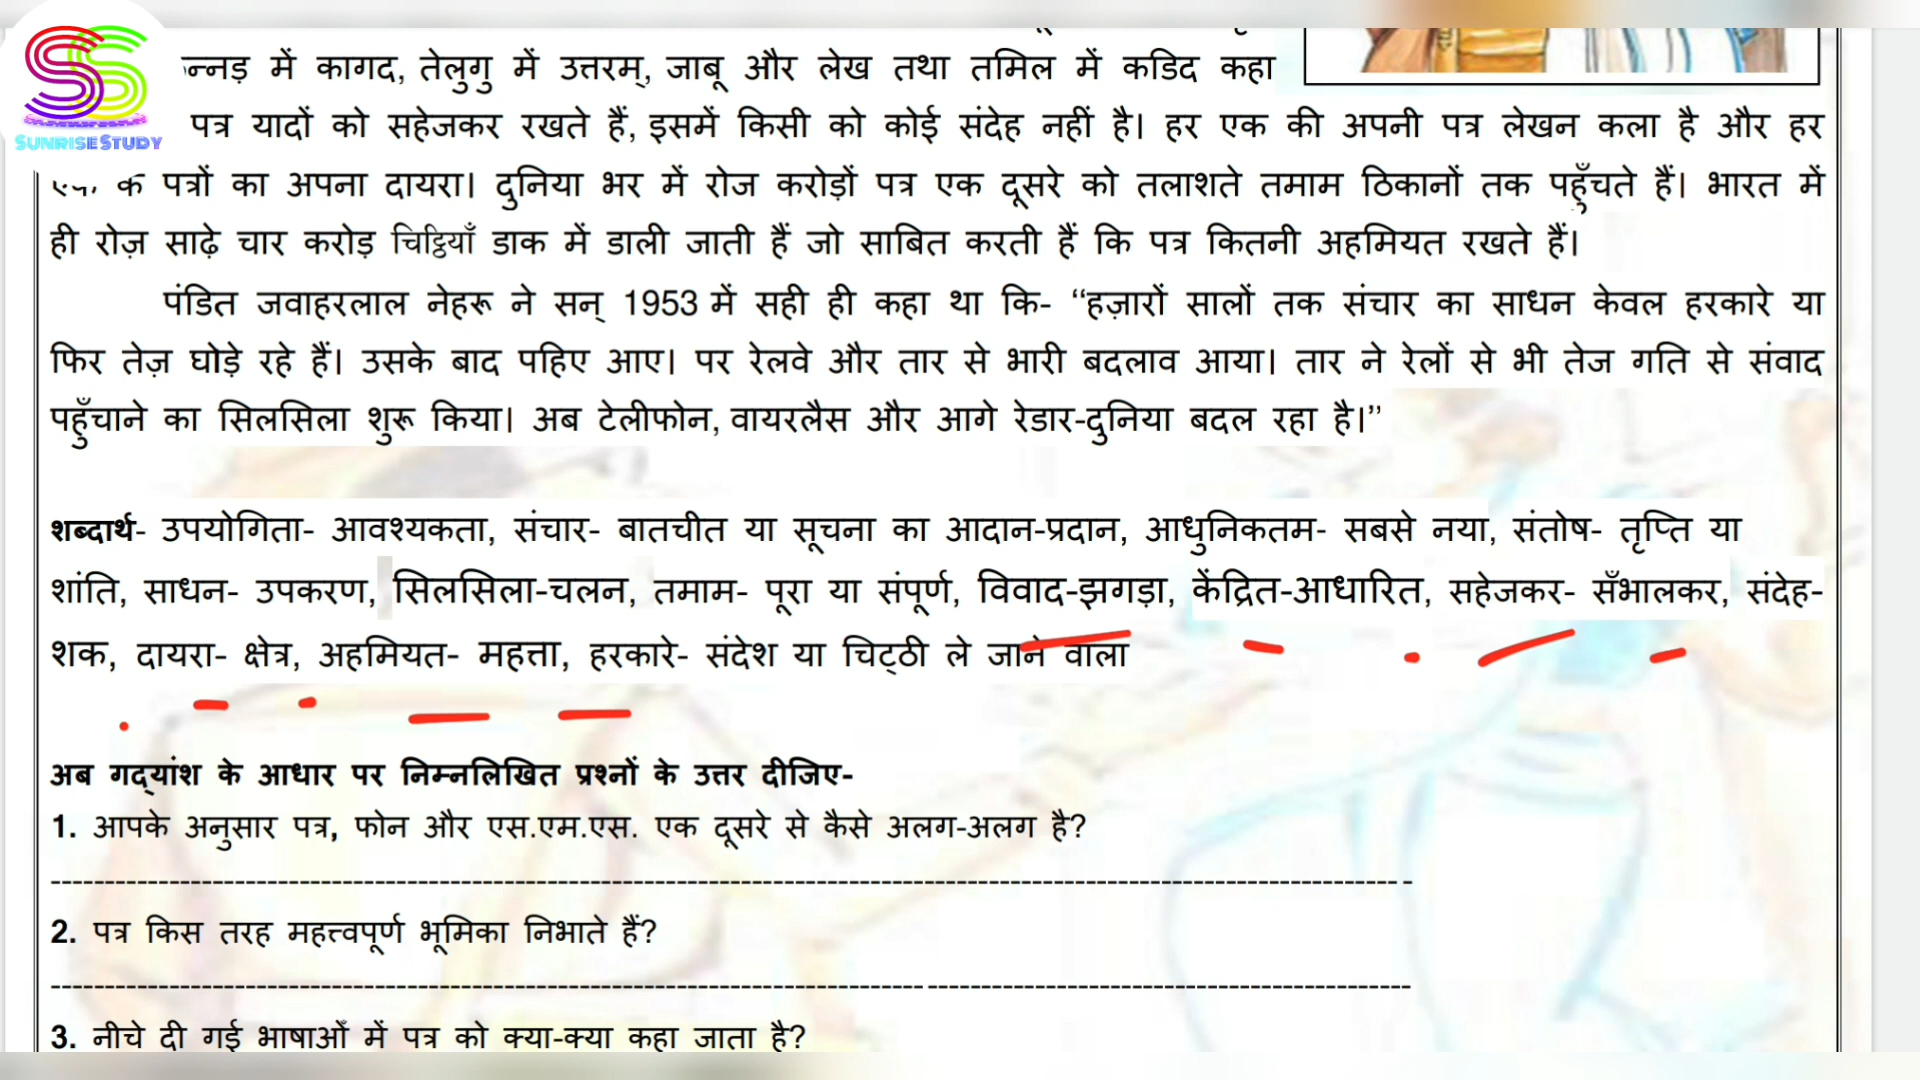 SUNRISESTUDY
में कागद, तेलुगु में उत्तरम्, जाबू और लेख तथा तमिल में कडिद कहा
पत्र यादों को सहेजकर रखते हैं, इसमें किसी को कोई संदेह नहीं है। हर एक की अपनी पत्र लेखन कला है और हर
के पत्रों का अपना दायरा। दुनिया भर में रोज करोड़ों पत्र एक दूसरे को तलाशते तमाम ठिकानों तक पहुँचते हैं। भारत में
ही रोज़ साढ़े चार करोड़ चिट्ठियाँ डाक में डाली जाती हैं जो साबित करती हैं कि पत्र कितनी अहमियत रखते हैं।
पंडित जवाहरलाल नेहरू ने सन् 1953 में सही ही कहा था कि- “हज़ारों सालों तक संचार का साधन केवल हरकारे या
फिर तेज़ घोड़े रहे हैं। उसके बाद पहिए आए। पर रेलवे और तार से भारी बदलाव आया। तार ने रेलों से भी तेज गति से संवाद
पहुँचाने का सिलसिला शुरू किया। अब टेलीफोन, वायरलैस और आगे रेडार-दुनिया बदल रहा है।”
शब्दार्थ- उपयोगिता- आवश्यकता, संचार- बातचीत या सूचना का आदान-प्रदान, आधुनिकतम- सबसे नया, संतोष- तृप्ति या
शांति, साधन- उपकरण, सिलसिला-चलन, तमाम- पूरा या संपूर्ण, विवाद-झगड़ा, केंद्रित-आधारित, सहेजकर- सँभालकर, संदेह-
शक, दायरा- क्षेत्र, अहमियत- महत्ता, हरकारे- संदेश या चिट्ठी ले जाने वाला
अब गद्यांश के आधार पर निम्नलिखित प्रश्नों के उत्तर दीजिए-
1. आपके अनुसार पत्र, फोन और एस.एम.एस. एक दूसरे से कैसे अलग-अलग है?
2. पत्र किस तरह महत्त्वपूर्ण भूमिका निभाते हैं?
3. नीचे दी गई भाषाओं में पत्र को क्या-क्या कहा जाता है?